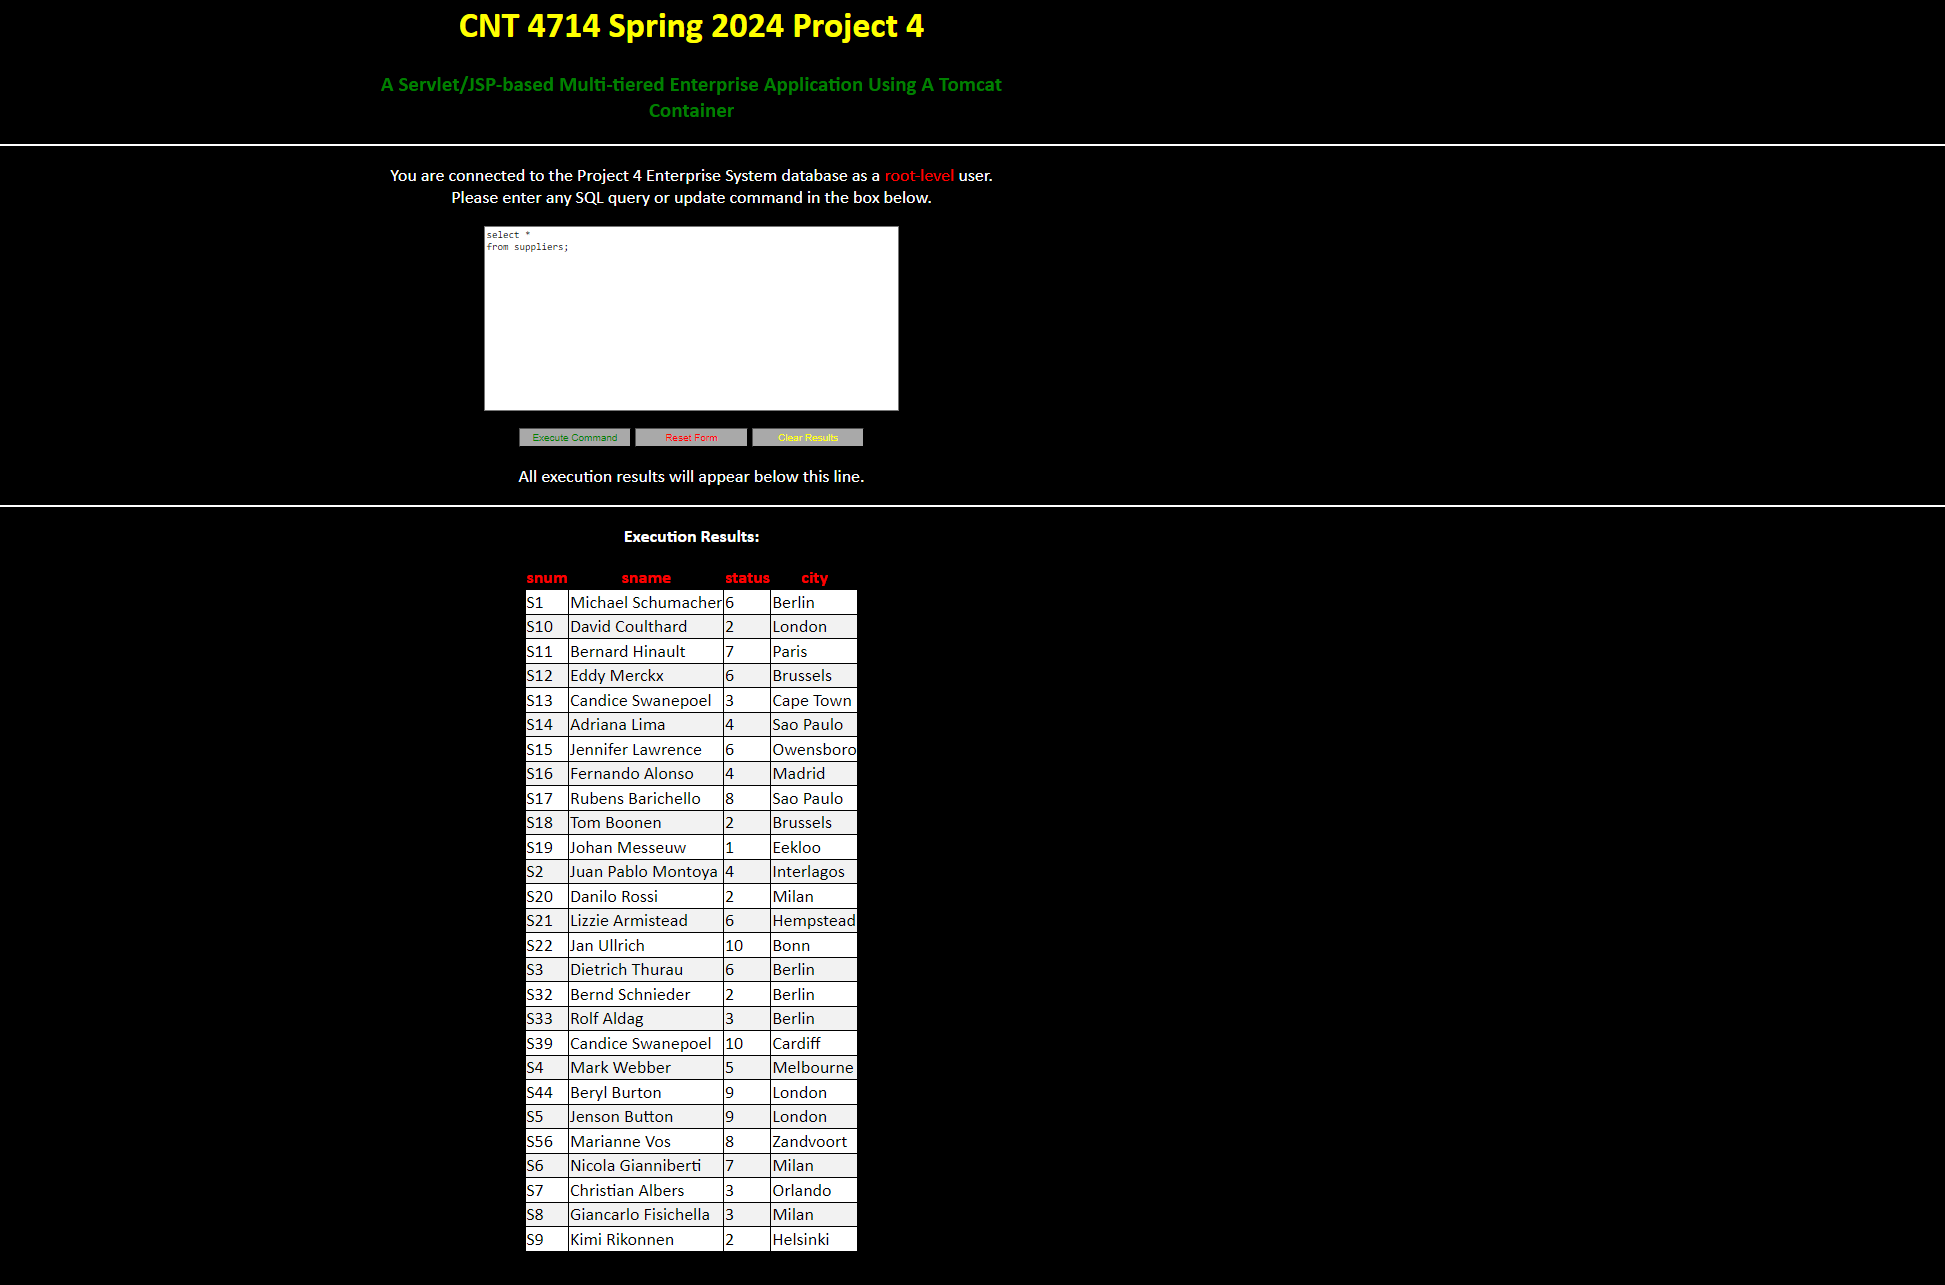 CNT 4714 Spring 2024 Project 4
A Servlet/JSP-based Multi-tiered Enterprise Application Using A Tomcat
Container
You are connected to the Project 4 Enterprise System database as a root-level user.
Please enter any SQL query or update command in the box below.
select *
from suppliers;
Execute Command Reset Form Clear Results
All execution results will appear below this line.
Execution Results:
snum sname status city
S1 Michael Schumacher 6 Berlin
S10 David Coulthard 2 London
S11 Bernard Hinault 7 Paris
S12 Eddy Merckx 6 Brussels
S13 Candice Swanepoel 3 Cape Town
S14 Adriana Lima 4 Sao Paulo
S15 Jennifer Lawrence 6 Owensboro
S16 Fernando Alonso 4 Madrid
S17 Rubens Barichello 8 Sao Paulo
S18 Tom Boonen 2 Brussels
S19 Johan Messeuw 1 Eekloo
S2 Juan Pablo Montoya 4 Interlagos
S20 Danilo Rossi 2 Milan
S21 Lizzie Armistead 6 Hempstead
S22 Jan Ullrich 10 Bonn
S3 Dietrich Thurau 6 Berlin
S32 Bernd Schnieder 2 Berlin
S33 Rolf Aldag 3 Berlin
S39 Candice Swanepoel 10 Cardiff
S4 Mark Webber 5 Melbourne
S44 Beryl Burton 9 London
S5 Jenson Button 9 London
S56 Marianne Vos 8 Zandvoort
S6 Nicola Gianniberti 7 Milan
S7 Christian Albers 3 Orlando
S8 Giancarlo Fisichella 3 Milan
S9 Kimi Rikonnen 2 Helsinki